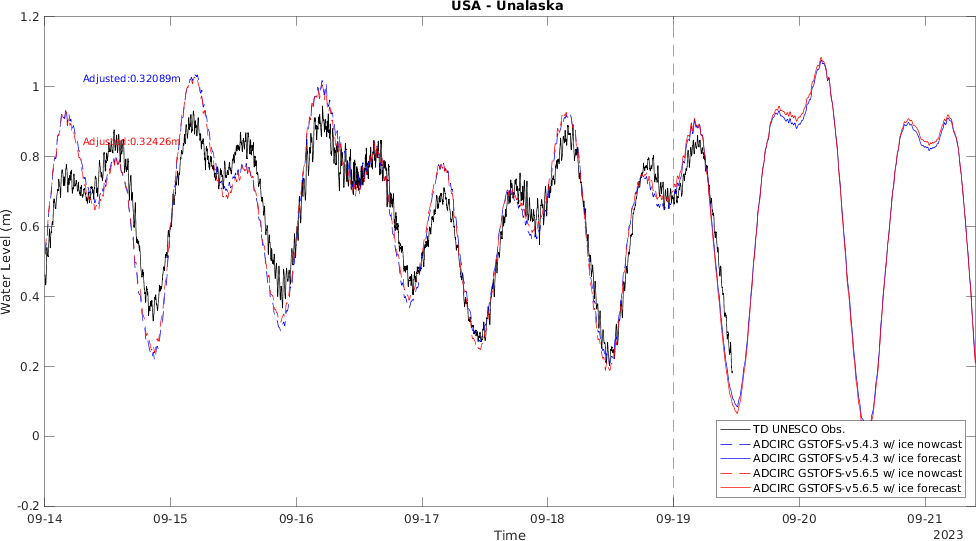 USA - Unalaska
1.2
1
0.8
0.6
0.4
0.2
0
-0.2
Water Level (m)
Adjusted:0.32089m
Adjusted:0.32426m
TD UNESCO Obs.
ADCIRC GSTOFS-v5.4.3 w/ ice nowcast
ADCIRC GSTOFS-v5.4.3 w/ ice forecast
ADCIRC GSTOFS-v5.6.5 w/ ice nowcast
ADCIRC GSTOFS-v5.6.5 w/ ice forecast
09-14 09-15 09-16 09-17 09-18 09-19 09-20 09-21
Time
2023